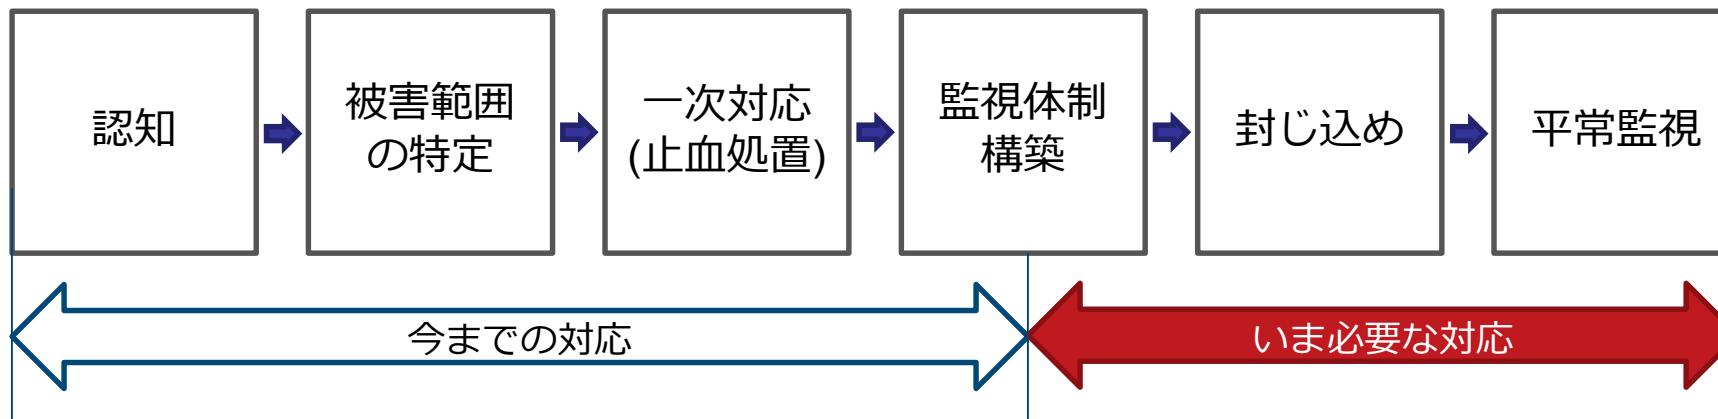 認知
被害範囲
の特定
一次対応
(止血処置)
監視体制
構築
封じ込め
平常監視
今までの対応
いま必要な対応